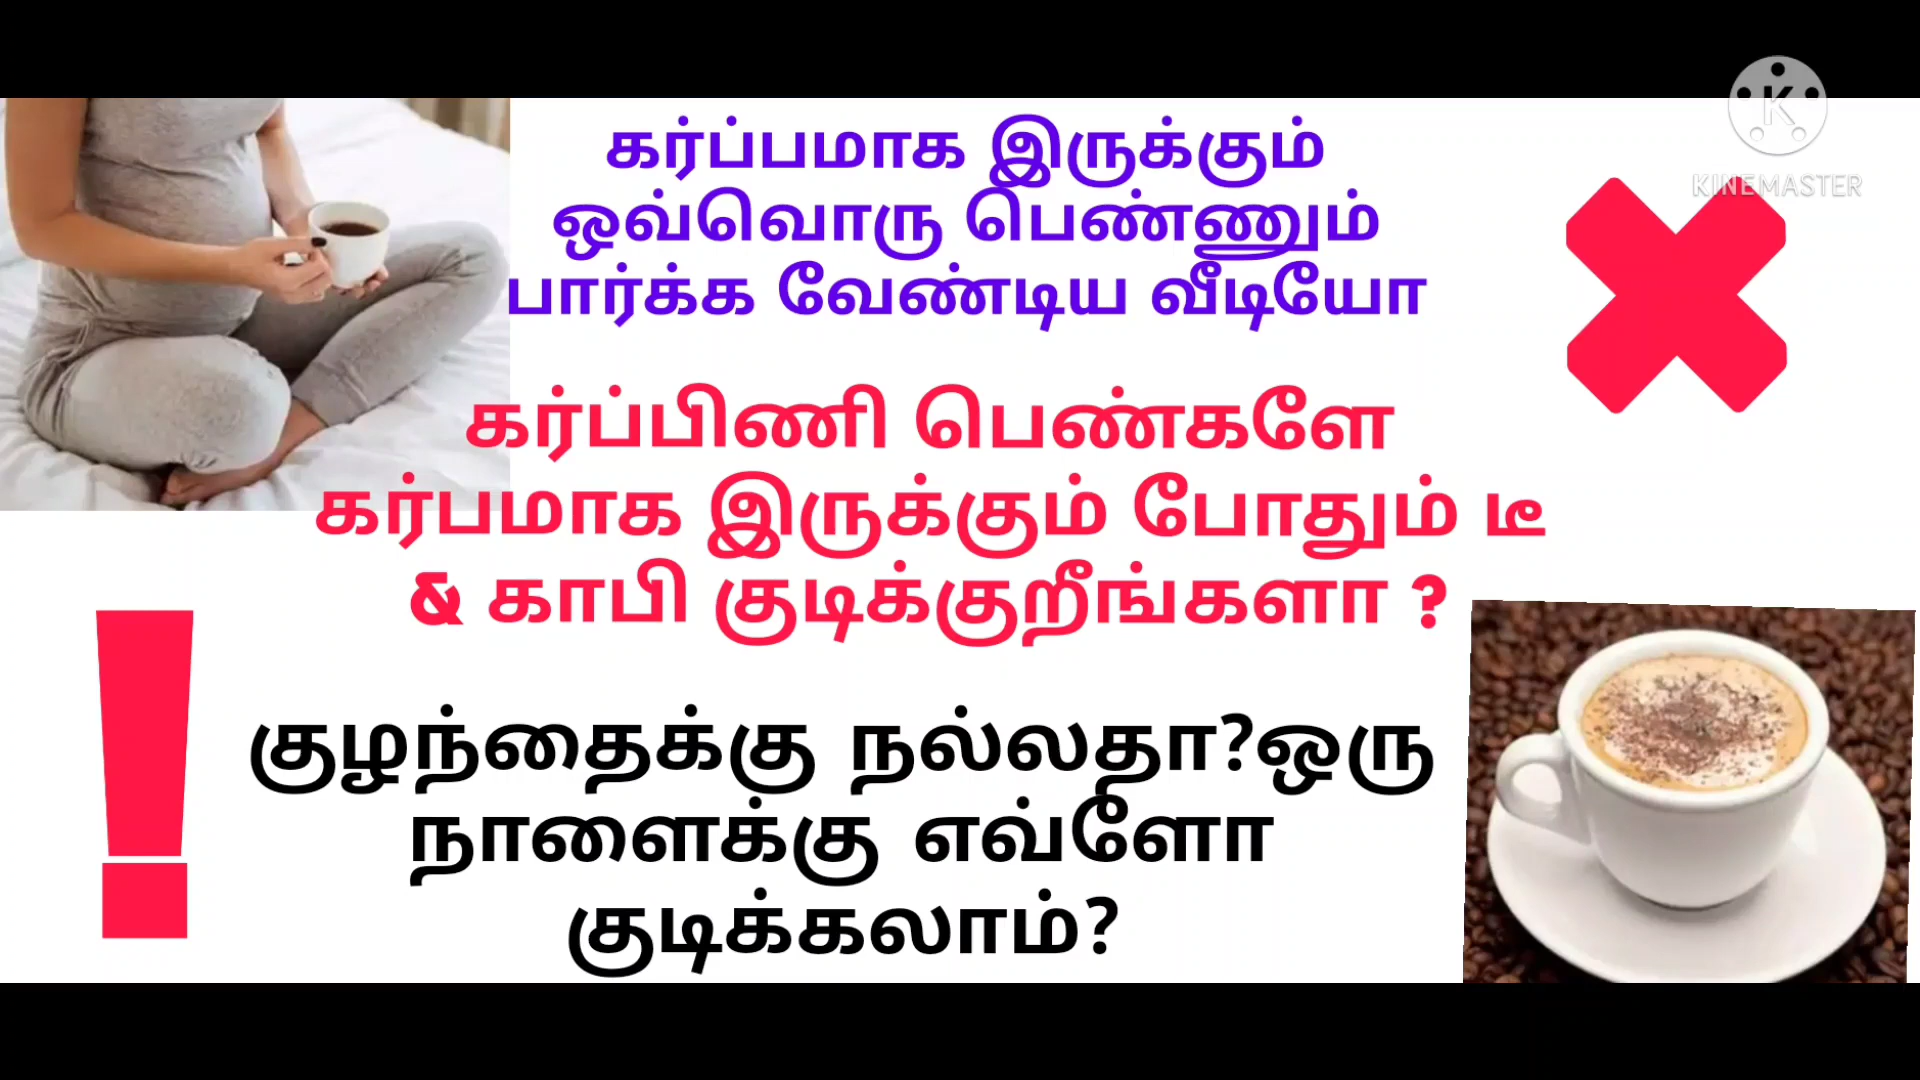 கர்ப்பமாக இருக்கும்
ஒவ்வொரு பெண்ணும்
பார்க்க வேண்டிய வீடியோ
KINEMASTER
கர்ப்பிணி பெண்களே
கர்பமாக இருக்கும் போதும் டீ
& காபி குடிக்குறீங்களா ?
குழந்தைக்கு நல்லதா?ஒரு
நாளைக்கு எவ்ளோ
குடிக்கலாம்?